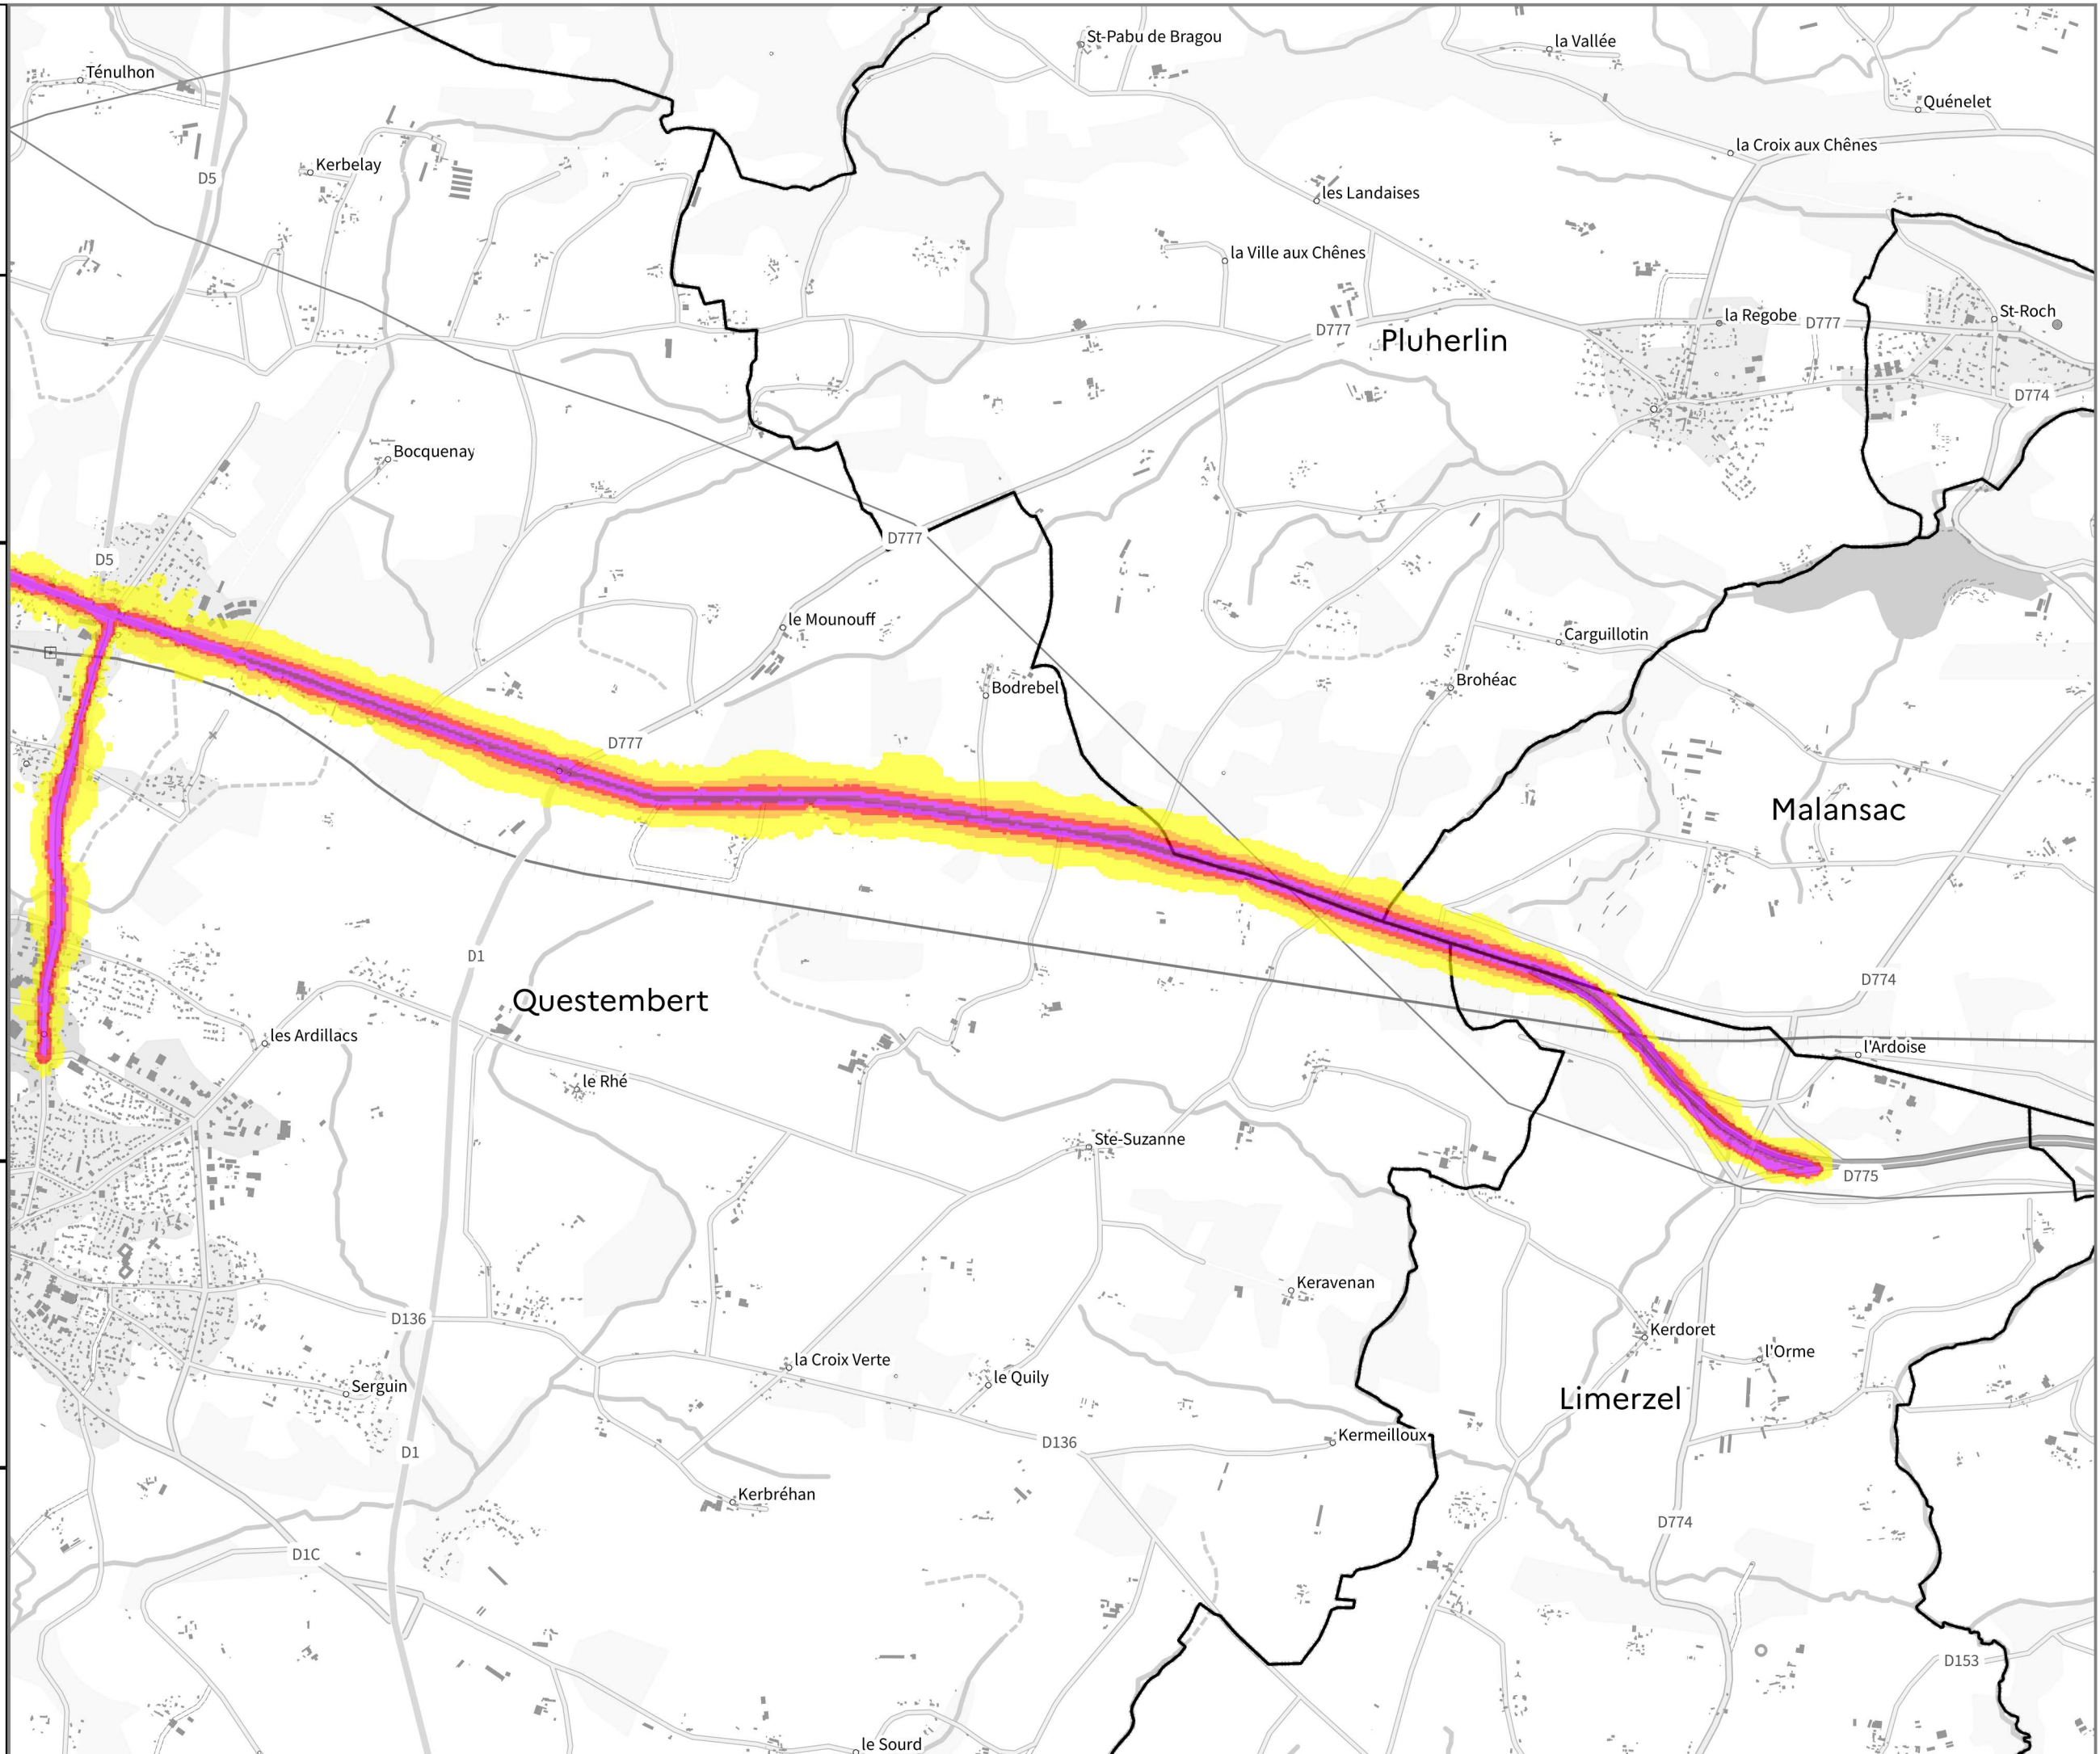 St-Pabu de Bragou
la Vallée
Ténulhon
Quénelet
la Croix aux Chênes
Kerbelay
D5
les Landaises
la Ville aux Chênes
la Regobe
D777
St-Roch
D777
Pluherlin
D774
Bocquenay
D777
D5
le Mounouff
Carguillotin
Brohéac
Bodrebel
D777
Malansac
D1
D774
Questembert
les Ardillacs
l'Ardoise
le Rhé
Ste-Suzanne
D775
Keravenan
D136
Kerdoret
l'Orme
la Croix Verte
le Quily
Serguin
Limerzel
Kermeilloux
D136
D1
Kerbréhan
D774
D1C
D153
le Sourd